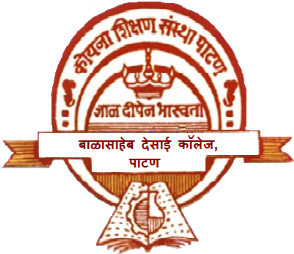 कोयना शिक्षण संस्था पाटण
ज्ञान दीपेन भास्वता
बाळासाहेब देसाई कॉलेज,
पाटण